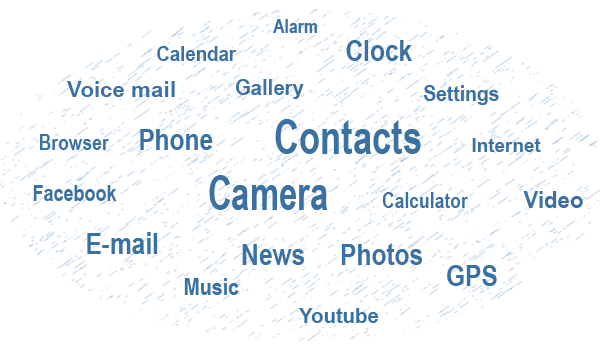 Alarm
Calendar
Clock
Voice mail
Gallery
Settings
Browser
Phone
Contacts
Internet
Facebook
Camera
Calculator
Video
E-mail
News
Photos
GPS
Music
Youtube